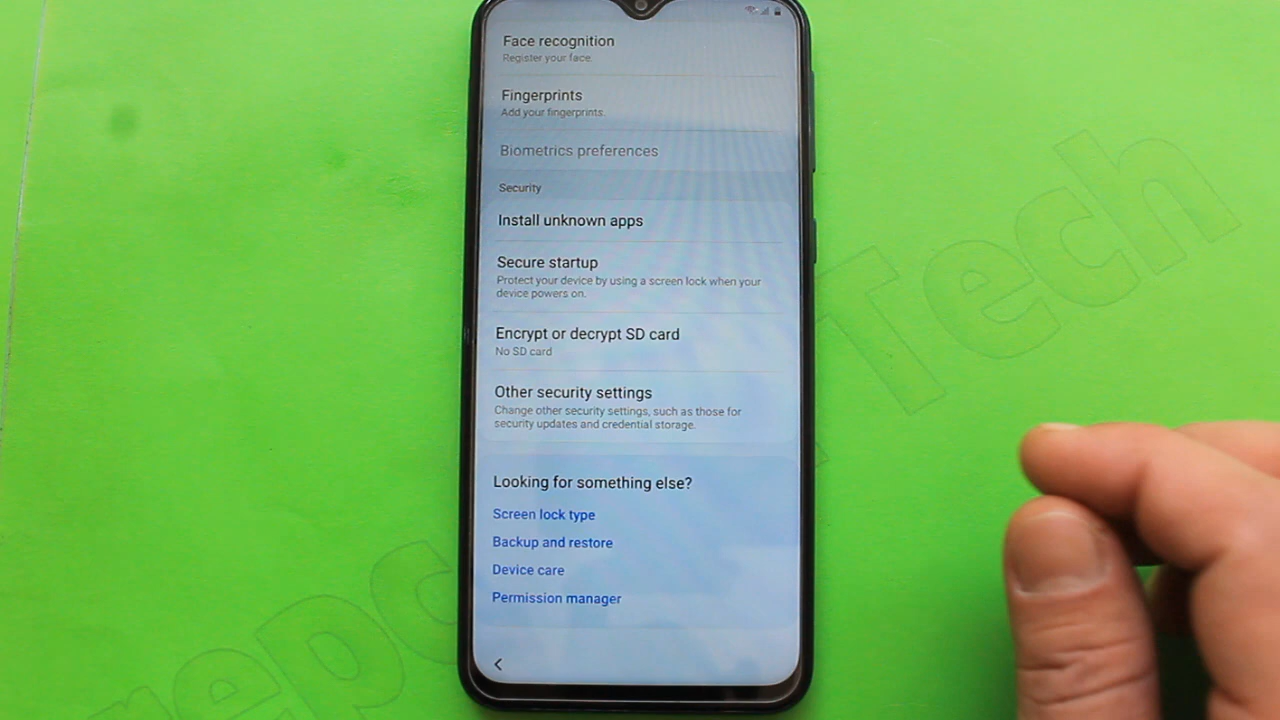 Face recognition
Register your face.
Fingerprints
Add your fingerprints.
Biometrics preferences
Security
Install unknown apps
Secure startup
Protect your device by using a screen lock when your
device powers on.
Encrypt or decrypt SD card
No SD card
Other security settings
Change other security settings, such as those for
security updates and credential storage.
Looking for something else?
Screen lock type
Backup and restore
Device care
Permission manager
Tech